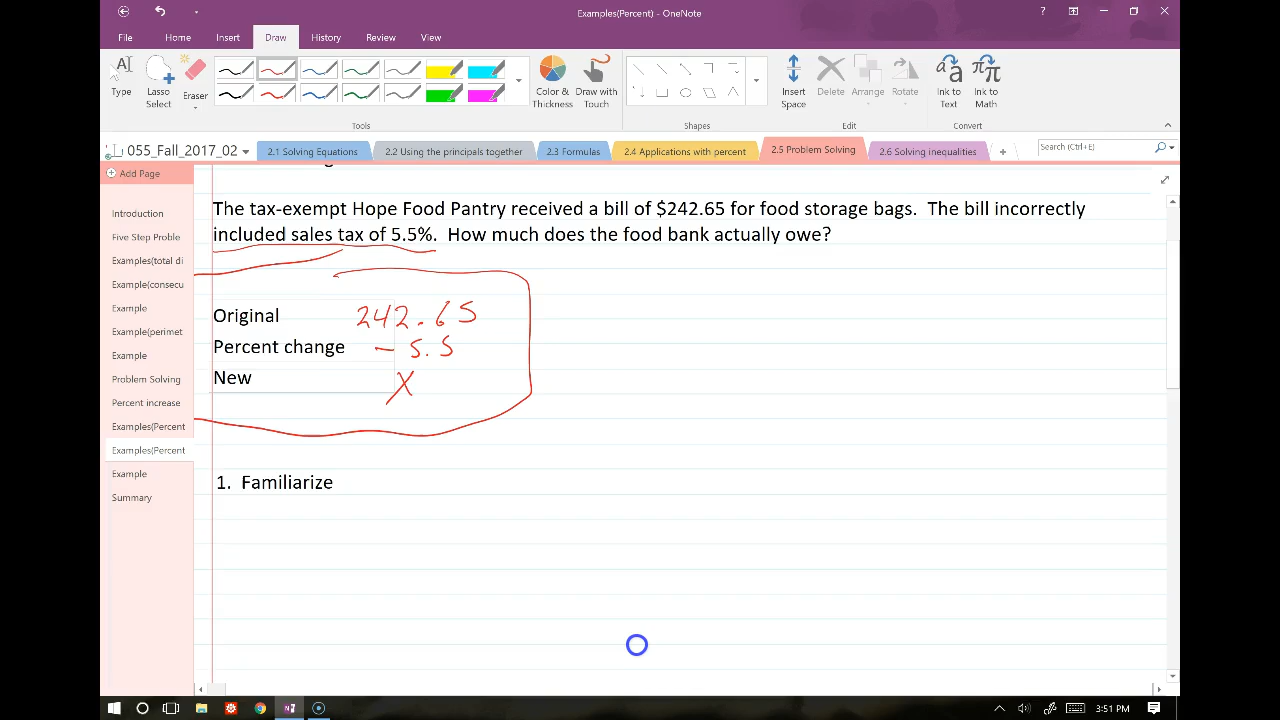 Examples(Percent) - OneNote
File Home Insert Draw History Review View
Type
Lasso Select
Eraser
Color & Thickness
Draw with Touch
Insert Space
Delete
Arrange
Rotate
Ink to Text
Ink to Math
Tools
Shapes
Edit
Convert
055_Fall_2017_02
2.1 Solving Equations
2.2 Using the principals together
2.3 Formulas
2.4 Applications with percent
2.5 Problem Solving
2.6 Solving inequalities
Search (Ctrl+E)
Add Page
Introduction
Five Step Proble
Examples(total di
Example(consecu
Example
Example(perimet
Example
Problem Solving
Percent increase
Examples(Percent
Examples(Percent
Example
Summary
The tax-exempt Hope Food Pantry received a bill of $242.65 for food storage bags. The bill incorrectly
included sales tax of 5.5%. How much does the food bank actually owe?
Original 242.65
Percent change - 5.5
New X
1. Familiarize
3:51 PM